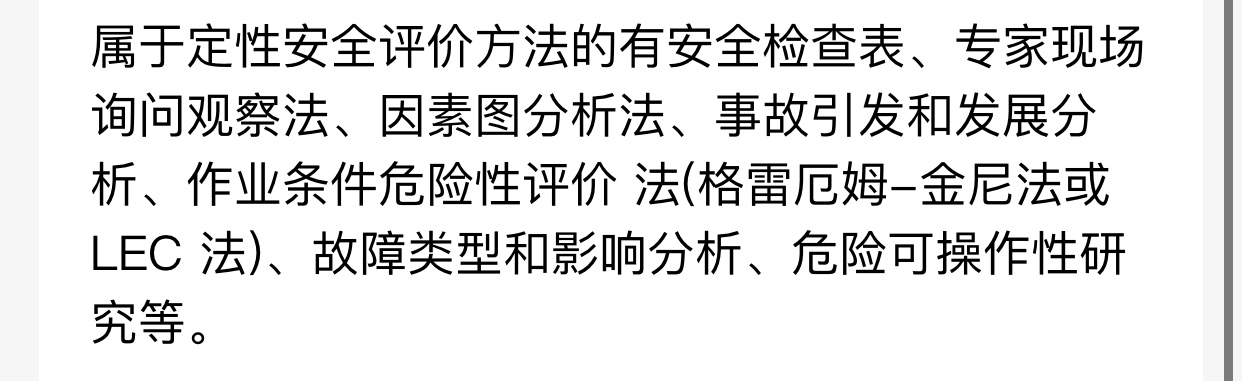 属于定性安全评价方法的有安全检查表、专家现场
询问观察法、因素图分析法、事故引发和发展分
析、作业条件危险性评价 法(格雷厄姆-金尼法或
LEC 法)、故障类型和影响分析、危险可操作性研
究等。